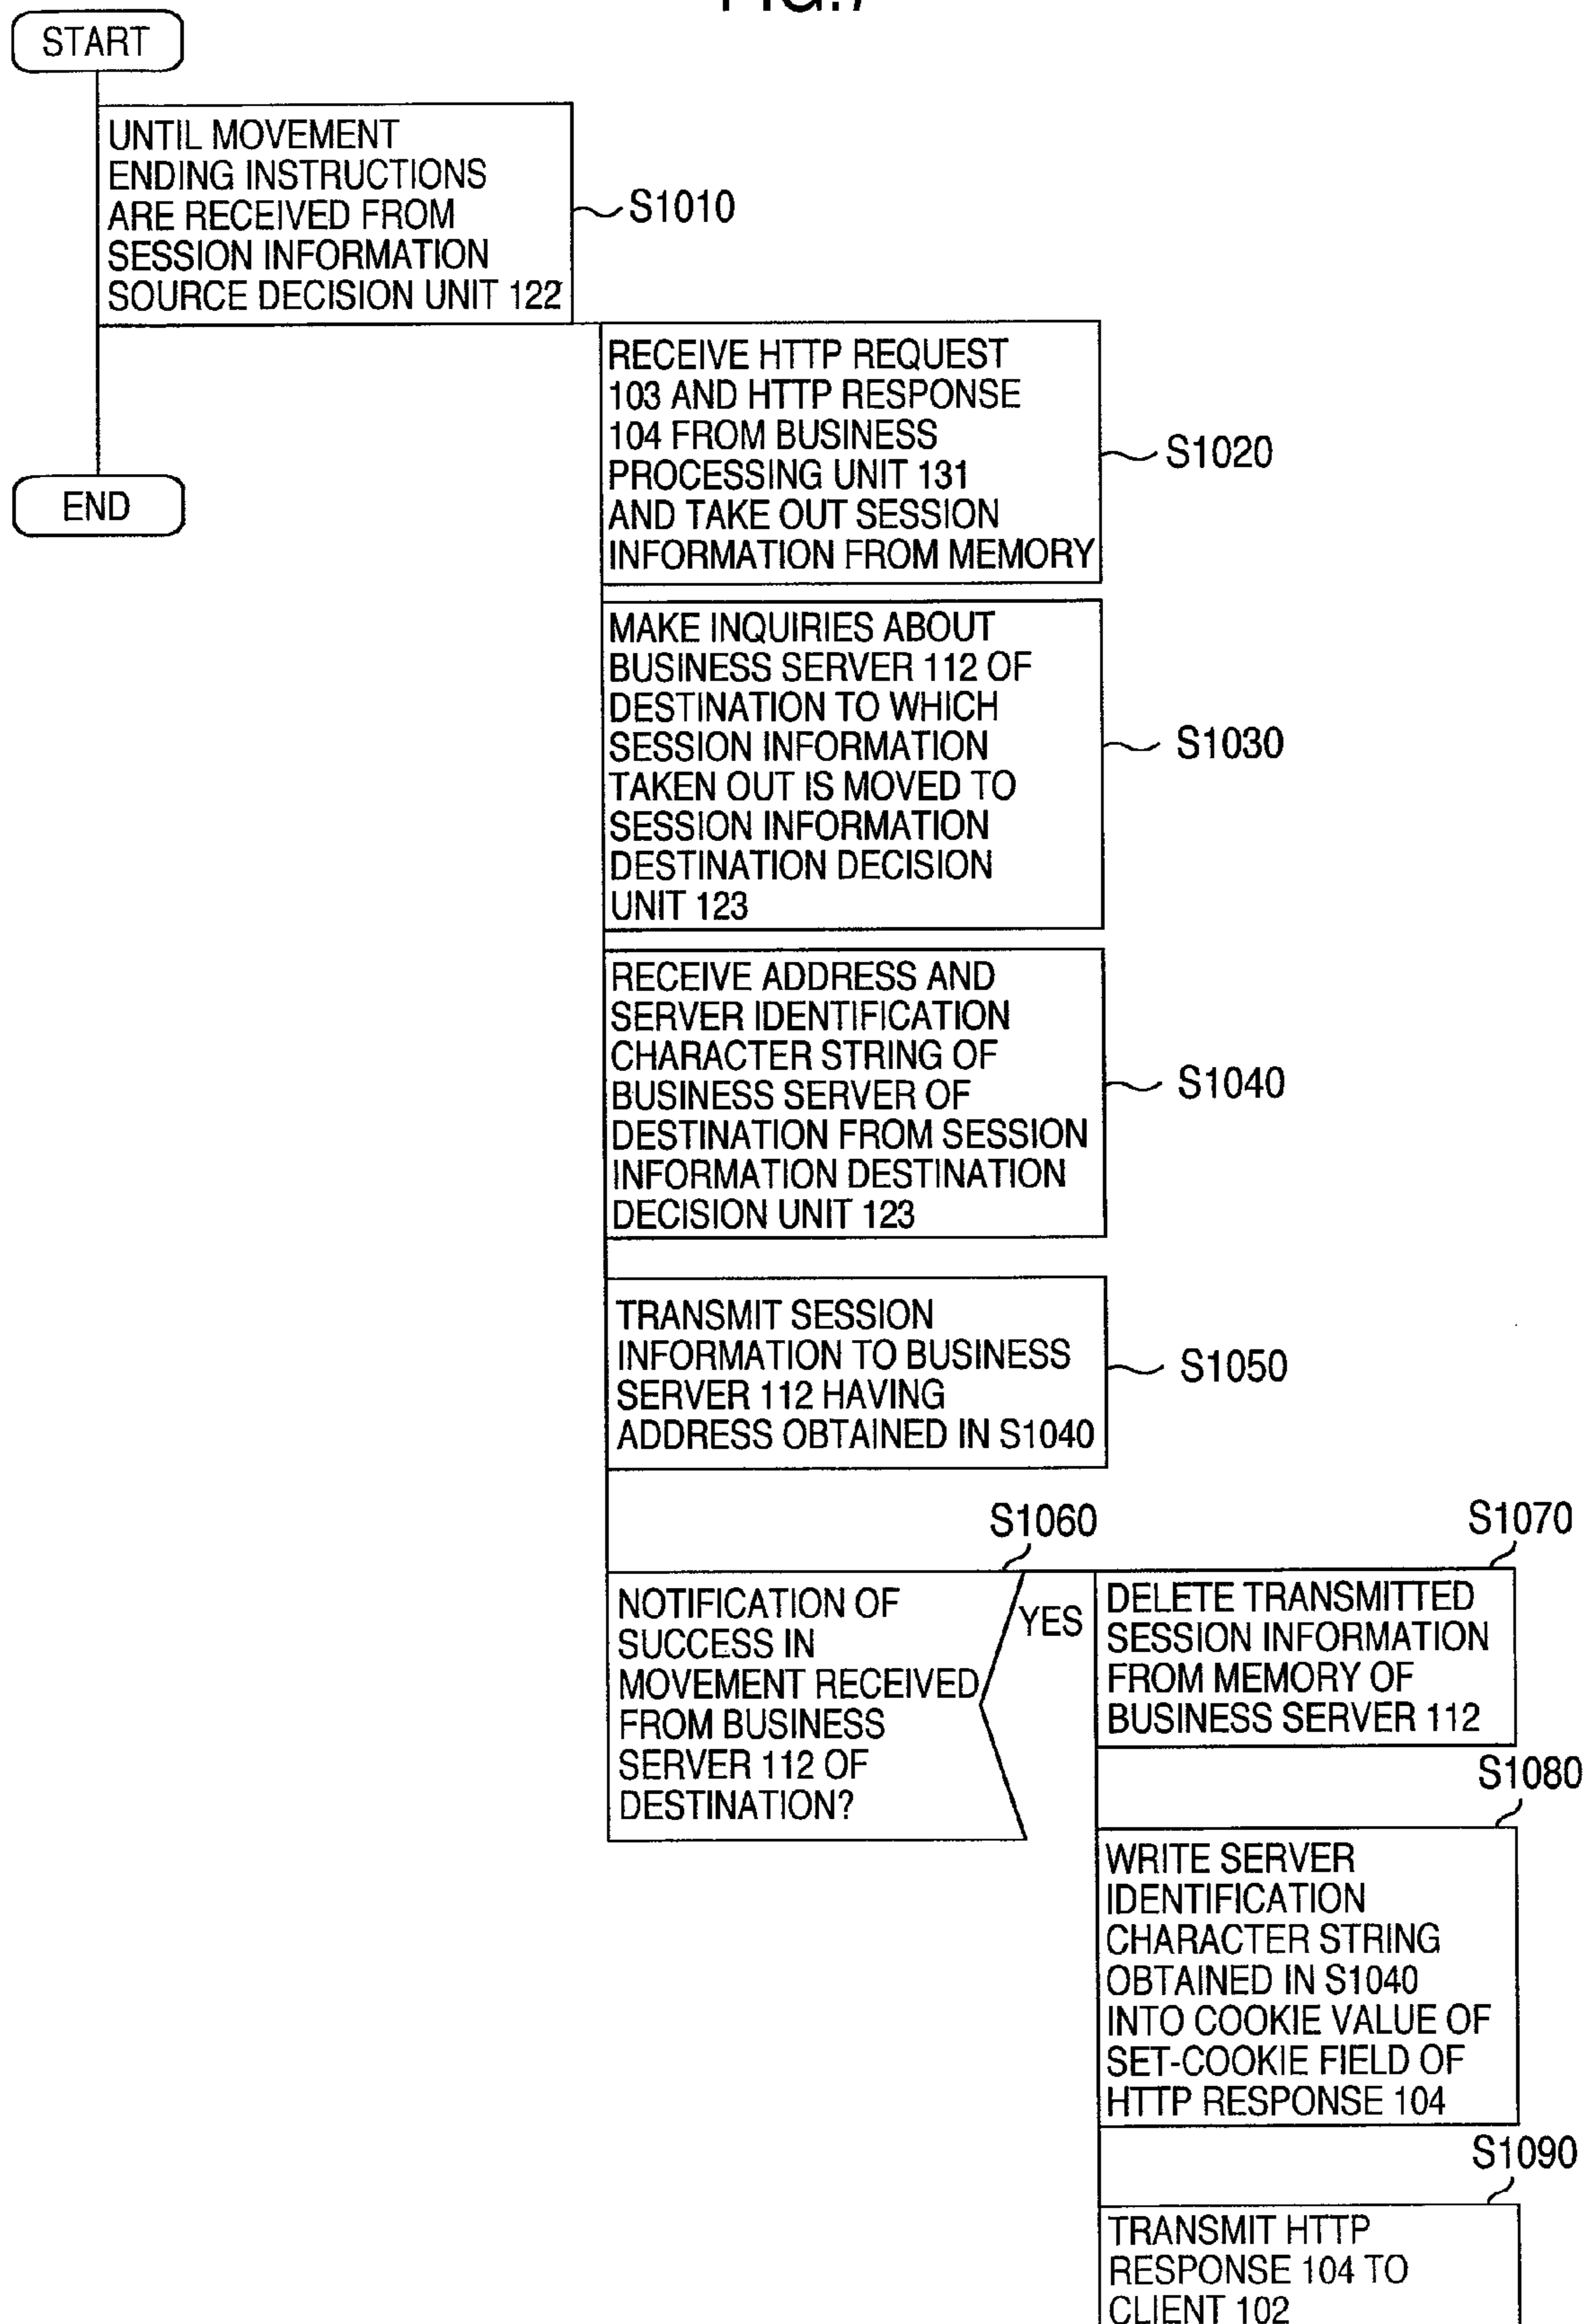 FIG.7
START
UNTIL MOVEMENT
ENDING INSTRUCTIONS
ARE RECEIVED FROM
SESSION INFORMATION
SOURCE DECISION UNIT 122
S1010
RECEIVE HTTP REQUEST
103 AND HTTP RESPONSE
104 FROM BUSINESS
PROCESSING UNIT 131
AND TAKE OUT SESSION
INFORMATION FROM MEMORY
S1020
END
MAKE INQUIRIES ABOUT
BUSINESS SERVER 112 OF
DESTINATION TO WHICH
SESSION INFORMATION
TAKEN OUT IS MOVED TO
SESSION INFORMATION
DESTINATION DECISION
UNIT 123
S1030
RECEIVE ADDRESS AND
SERVER IDENTIFICATION
CHARACTER STRING OF
BUSINESS SERVER OF
DESTINATION FROM SESSION
INFORMATION DESTINATION
DECISION UNIT 123
S1040
TRANSMIT SESSION
INFORMATION TO BUSINESS
SERVER 112 HAVING
ADDRESS OBTAINED IN S1040
S1050
S1060
NOTIFICATION OF
SUCCESS IN
MOVEMENT RECEIVED
FROM BUSINESS
SERVER 112 OF
DESTINATION?
YES
S1070
DELETE TRANSMITTED
SESSION INFORMATION
FROM MEMORY OF
BUSINESS SERVER 112
S1080
WRITE SERVER
IDENTIFICATION
CHARACTER STRING
OBTAINED IN S1040
INTO COOKIE VALUE OF
SET-COOKIE FIELD OF
HTTP RESPONSE 104
S1090
TRANSMIT HTTP
RESPONSE 104 TO
CLIENT 102